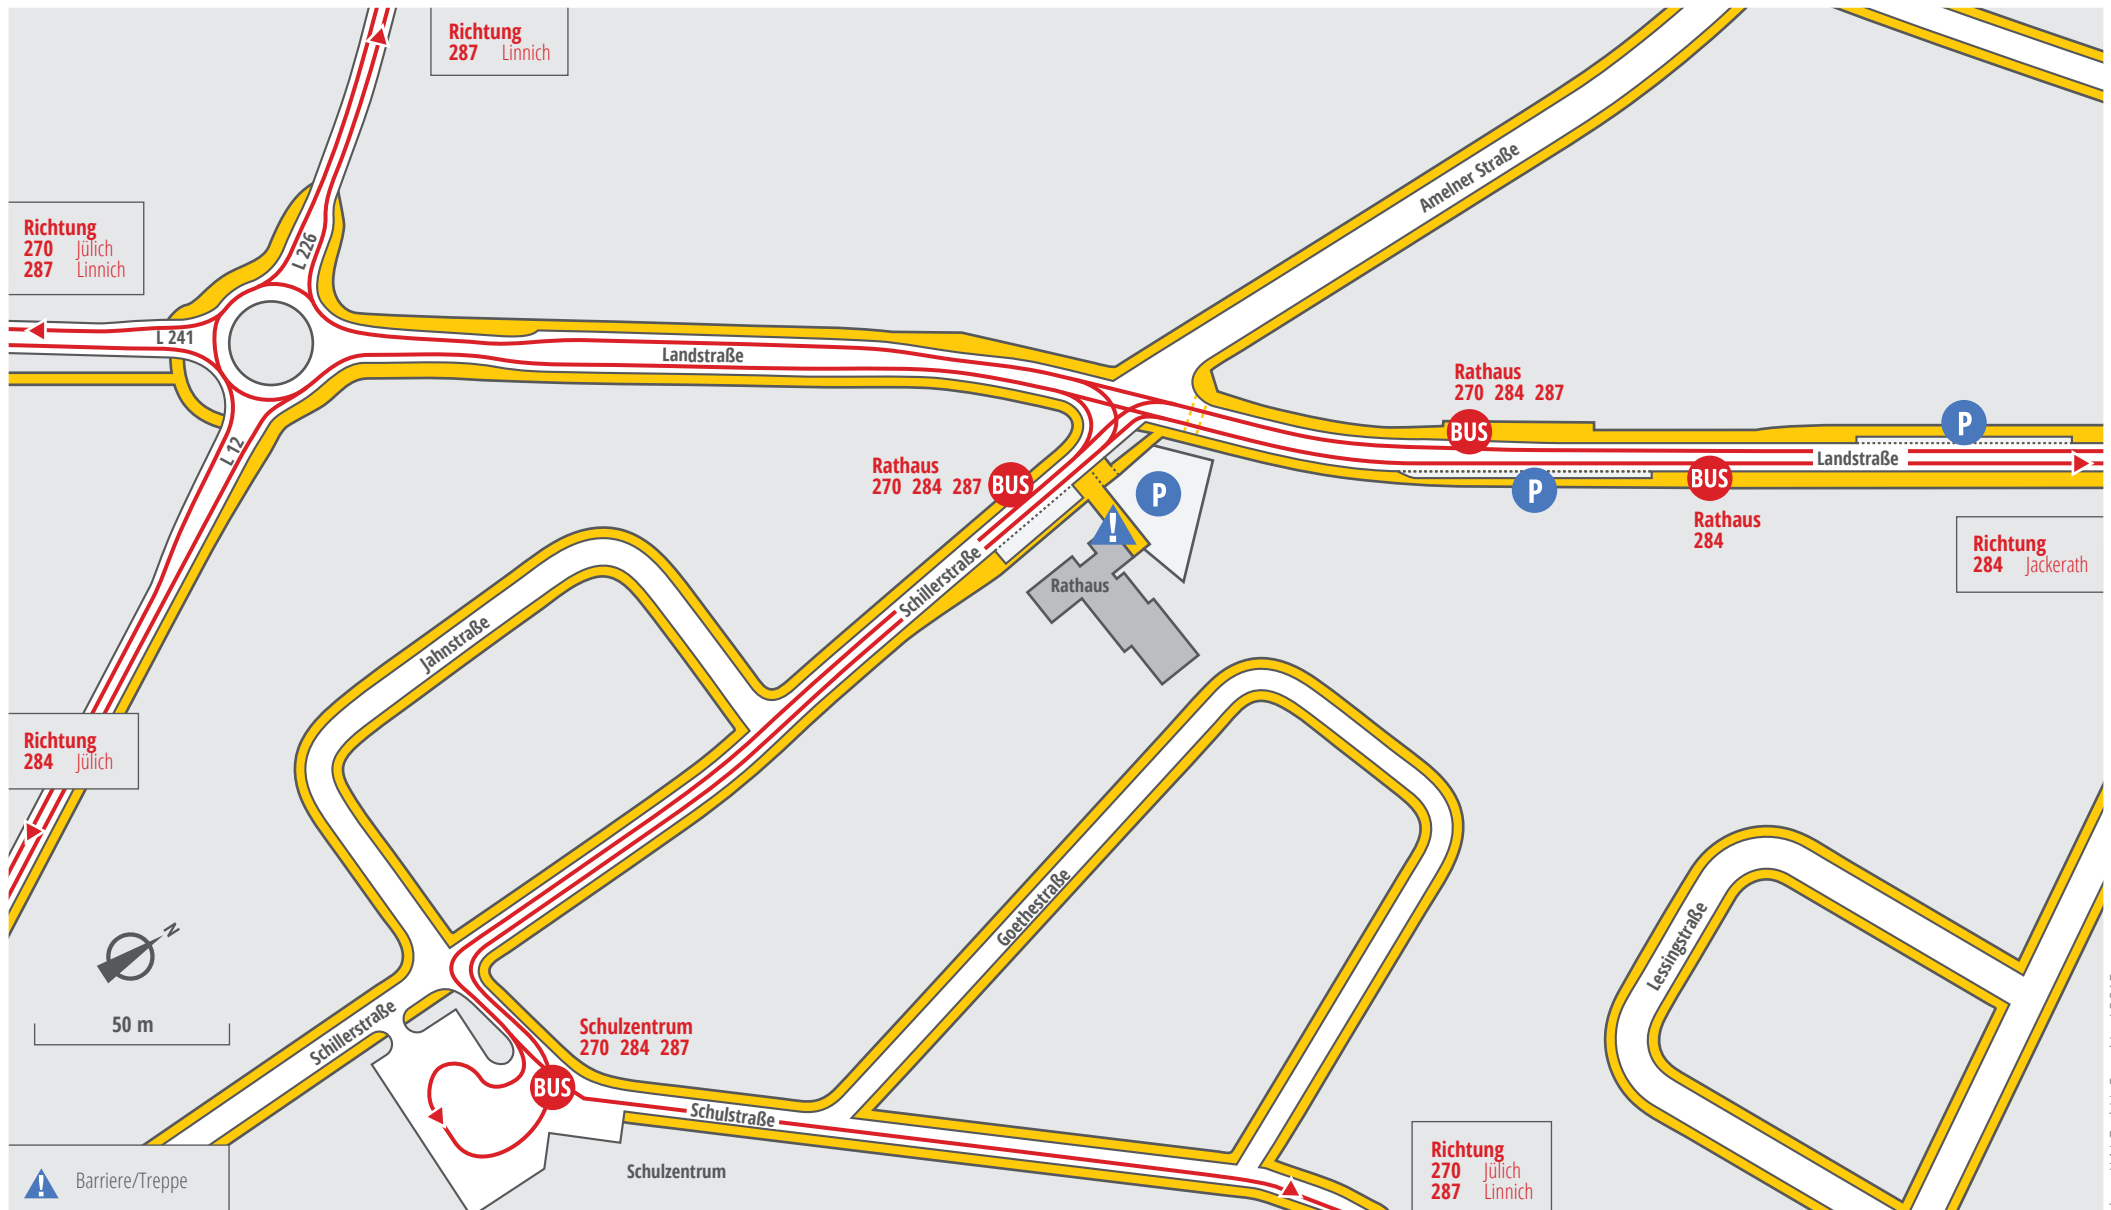 Richtung
287 Linnich
Richtung
270 Jülich
287 Linnich
L 226
L 241
L 12
Landstraße
Amelner Straße
Rathaus
270 284 287
BUS
P
Landstraße
Rathaus
270 284 287
BUS
P
P
BUS
Rathaus
284
Richtung
284 Jackerath
!
Rathaus
Schillerstraße
Jahnstraße
Richtung
284 Jülich
Goethestraße
Lessingstraße
N
50 m
Schillerstraße
Schulzentrum
270 284 287
BUS
Schulstraße
Schulzentrum
Richtung
270 Jülich
287 Linnich
! Barriere/Treppe